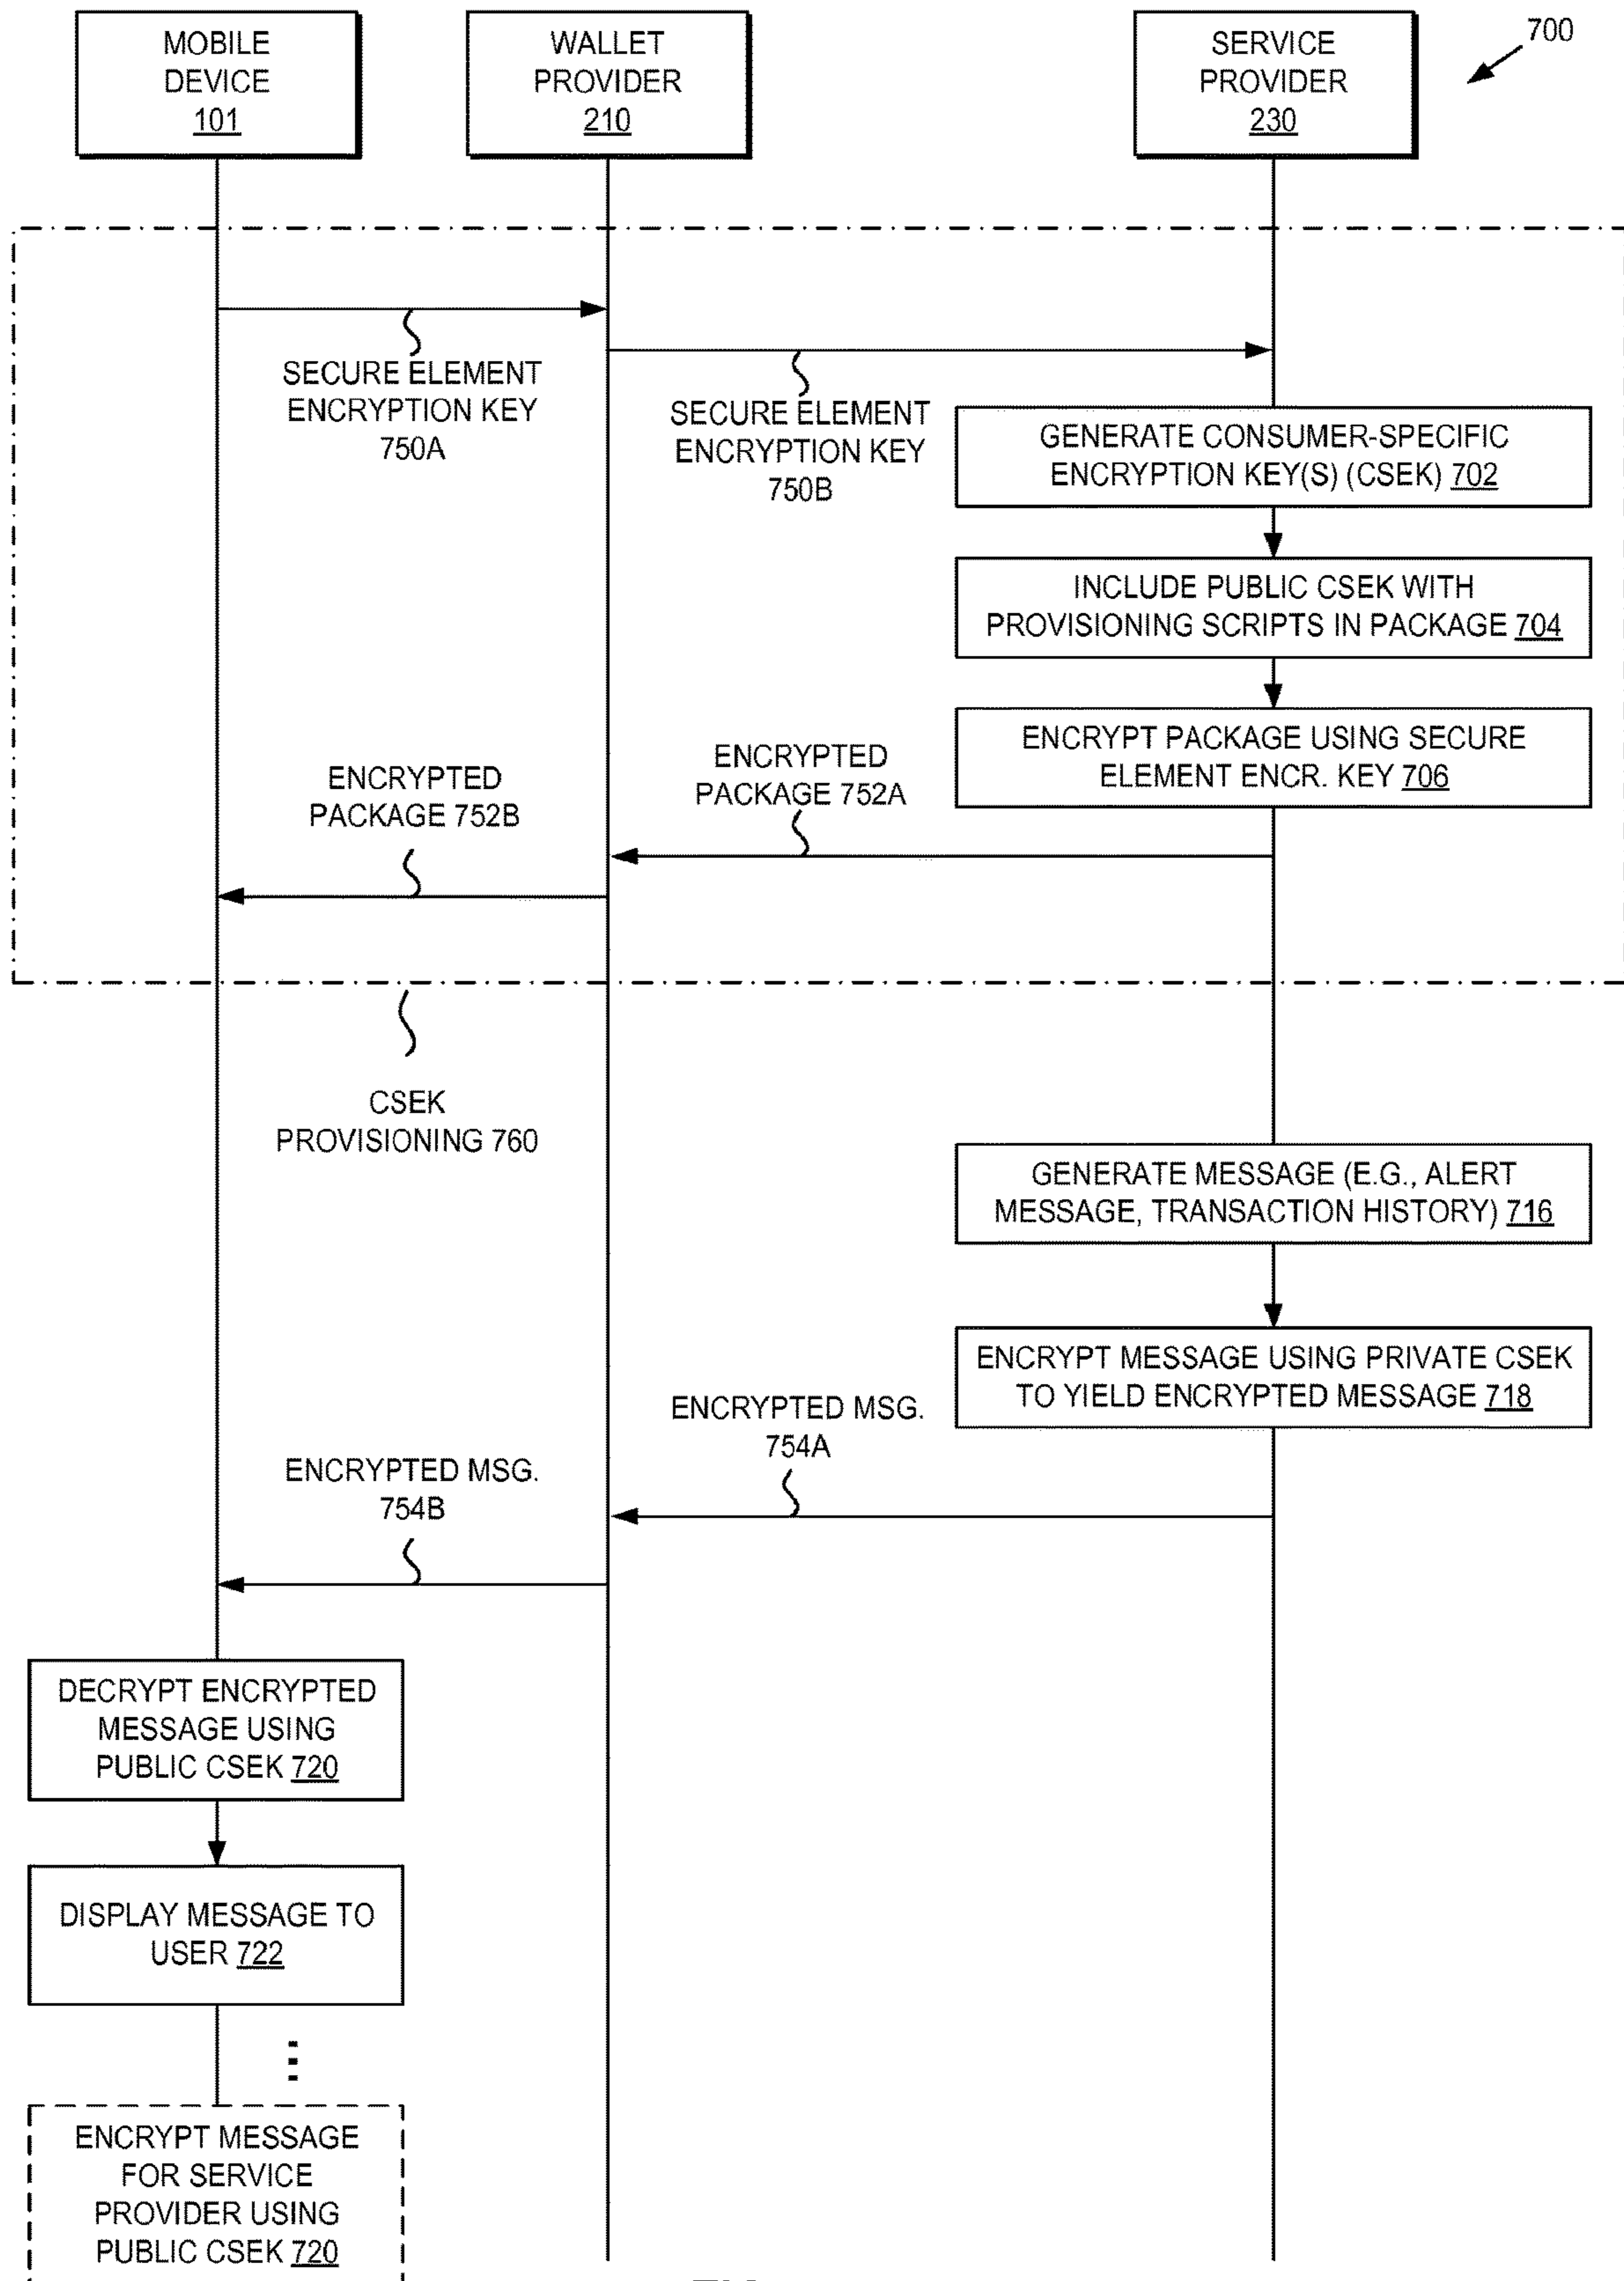 MOBILE
DEVICE
101
WALLET
PROVIDER
210
SERVICE
PROVIDER
230
700
SECURE ELEMENT
ENCRYPTION KEY
750A
SECURE ELEMENT
ENCRYPTION KEY
750B
GENERATE CONSUMER-SPECIFIC
ENCRYPTION KEY(S) (CSEK) 702
INCLUDE PUBLIC CSEK WITH
PROVISIONING SCRIPTS IN PACKAGE 704
ENCRYPT PACKAGE USING SECURE
ELEMENT ENCR. KEY 706
ENCRYPTED
PACKAGE 752A
ENCRYPTED
PACKAGE 752B
CSEK
PROVISIONING 760
GENERATE MESSAGE (E.G., ALERT
MESSAGE, TRANSACTION HISTORY) 716
ENCRYPT MESSAGE USING PRIVATE CSEK
TO YIELD ENCRYPTED MESSAGE 718
ENCRYPTED MSG.
754A
ENCRYPTED MSG.
754B
DECRYPT ENCRYPTED
MESSAGE USING
PUBLIC CSEK 720
DISPLAY MESSAGE TO
USER 722
ENCRYPT MESSAGE
FOR SERVICE
PROVIDER USING
PUBLIC CSEK 720